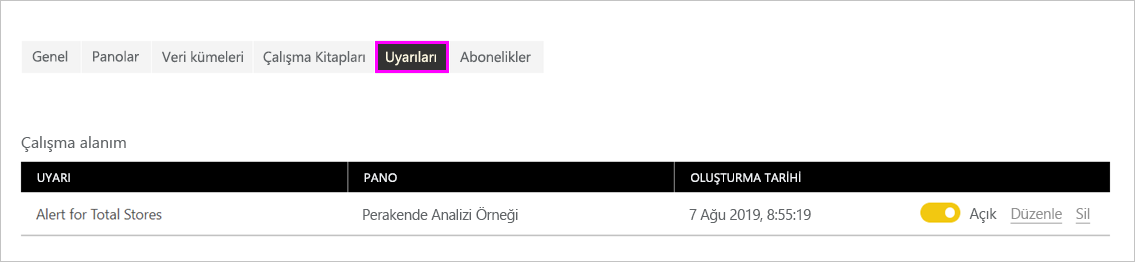 Genel Panolar Veri kümeleri Çalışma Kitapları Uyarıları Abonelikler
Çalışma alanım
UYARI PANO OLUŞTURMA TARİHİ
Alert for Total Stores Perakende Analizi Örneği 7 Ağu 2019, 8:55:19 Açık Düzenle Sil